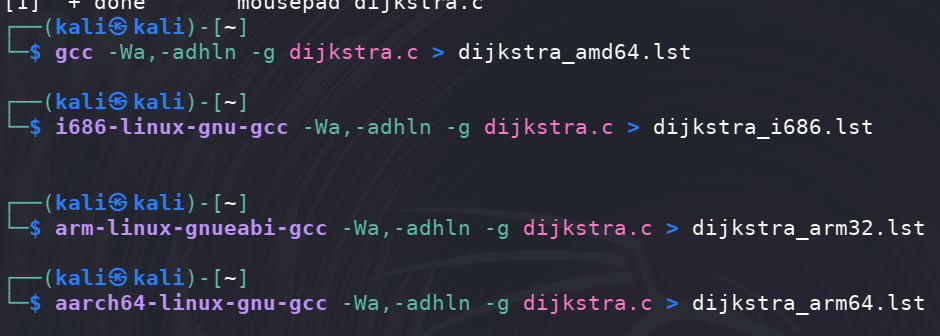 [1]  + done       mousepad dijkstra.c
┌──(kali㉿kali)-[~]
└─$ gcc -Wa,-adhln -g dijkstra.c > dijkstra_amd64.lst
┌──(kali㉿kali)-[~]
└─$ i686-linux-gnu-gcc -Wa,-adhln -g dijkstra.c > dijkstra_i686.lst
┌──(kali㉿kali)-[~]
└─$ arm-linux-gnueabi-gcc -Wa,-adhln -g dijkstra.c > dijkstra_arm32.lst
┌──(kali㉿kali)-[~]
└─$ aarch64-linux-gnu-gcc -Wa,-adhln -g dijkstra.c > dijkstra_arm64.lst